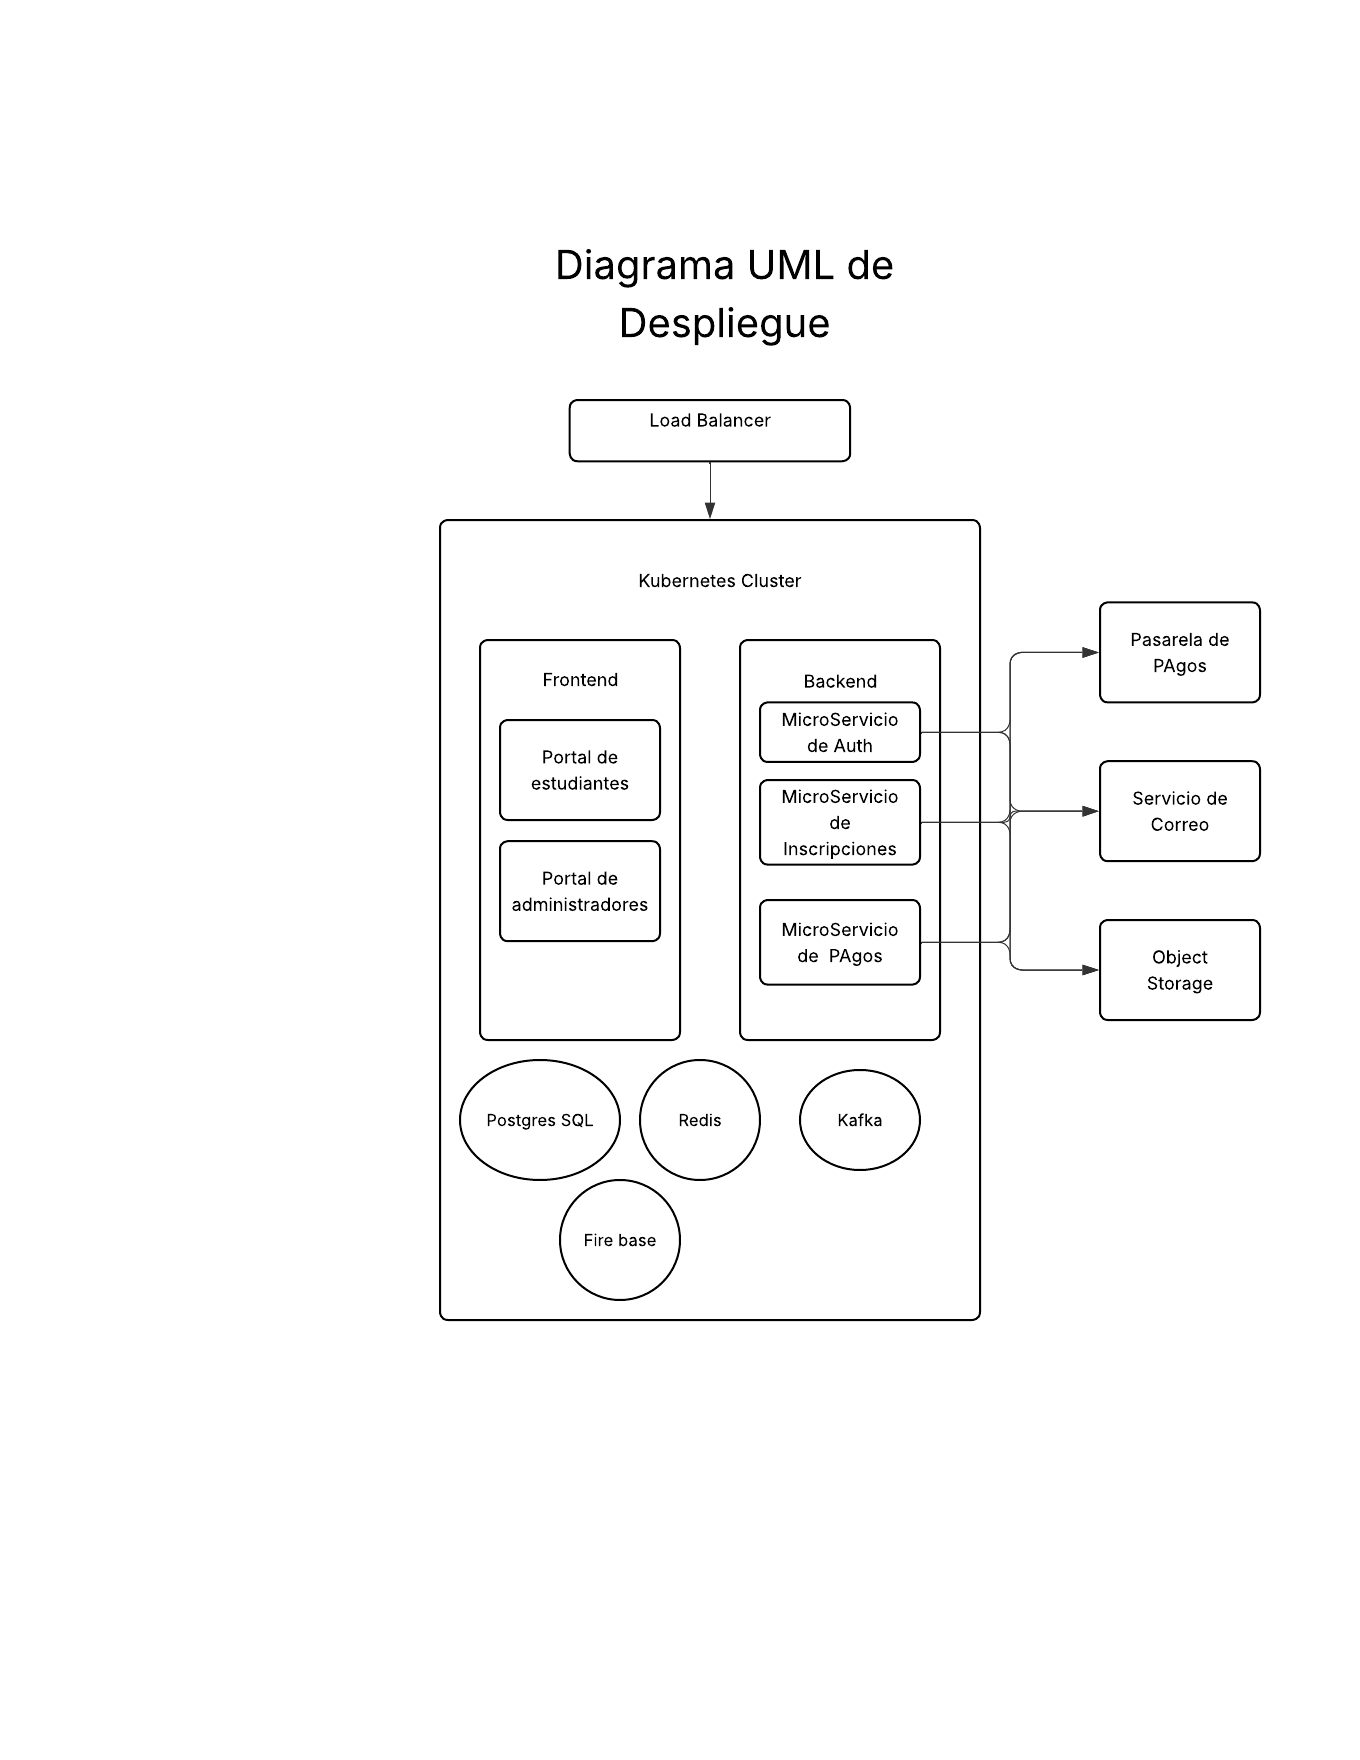 Diagrama UML de
Despliegue
Load Balancer
Kubernetes Cluster
Frontend
Portal de
estudiantes
Portal de
administradores
Backend
MicroServicio
de Auth
MicroServicio
de
Inscripciones
MicroServicio
de PAgos
Pasarela de
PAgos
Servicio de
Correo
Object
Storage
Postgres SQL
Redis
Kafka
Fire base